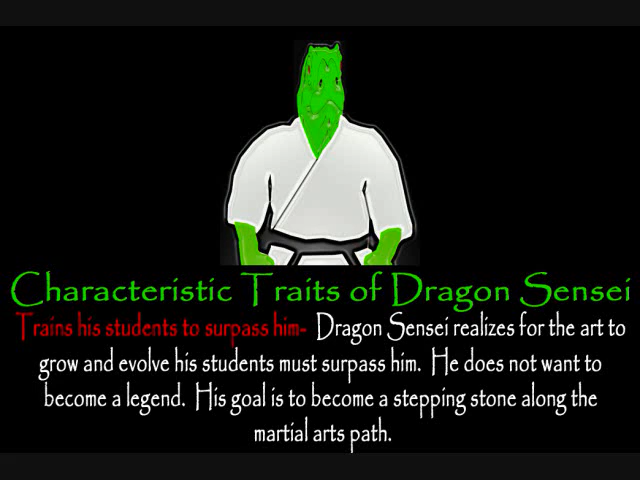 Characteristic Traits of Dragon Sensei
Trains his students to surpass him- Dragon Sensei realizes for the art to
grow and evolve his students must surpass him. He does not want to
become a legend. His goal is to become a stepping stone along the
martial arts path.